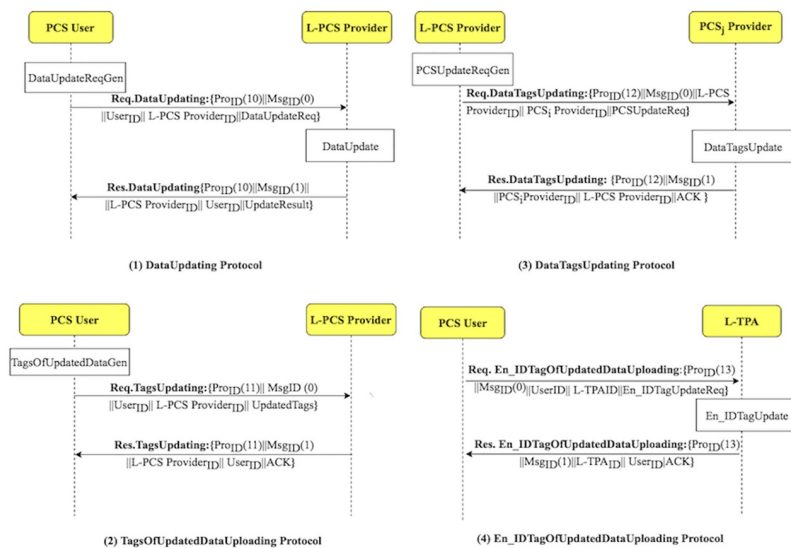 PCS User
L-PCS Provider
DataUpdateReqGen
Req.DataUpdating:{ProID(10)||MsgID(0)
||UserID|| L-PCS ProviderID||DataUpdateReq}
DataUpdate
Res.DataUpdating{ProID(10)||MsgID(1)||
||L-PCS ProviderID|| UserID||UpdateResult}
(1) DataUpdating Protocol
L-PCS Provider
PCSj Provider
PCSUpdateReqGen
Req.DataTagsUpdating:{ProID(12)||MsgID(0)||L-PCS
ProviderID|| PCSi ProviderID||PCSUpdateReq}
DataTagsUpdate
Res.DataTagsUpdating: {ProID(12)||MsgID(1)
||PCSiProviderID|| L-PCS ProviderID||ACK }
(3) DataTagsUpdating Protocol
PCS User
L-PCS Provider
TagsOfUpdatedDataGen
Req.TagsUpdating:{ProID(11)|| MsgID (0)
||UserID|| L-PCS ProviderID|| UpdatedTags}
Res.TagsUpdating:{ProID(11)||MsgID(1)
||L-PCS ProviderID|| UserID||ACK}
(2) TagsOfUpdatedDataUploading Protocol
PCS User
L-TPA
Req. En_IDTagOfUpdatedDataUploading:{ProID(13)
||MsgID(0)||UserID|| L-TPAID||En_IDTagUpdateReq}
En_IDTagUpdate
Res. En_IDTagOfUpdatedDataUploading:{ProID(13)
||MsgID(1)||L-TPAID|| UserID|ACK}
(4) En_IDTagOfUpdatedDataUploading Protocol